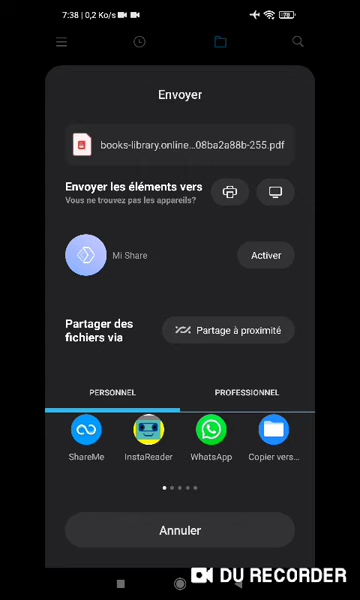 7:38 | 0,2 Ko/s
78
Envoyer
books-library.online...08ba2a88b-255.pdf
Envoyer les éléments vers
Vous ne trouvez pas les appareils?
Mi Share
Activer
Partager des
fichiers via
Partage à proximité
PERSONNEL
PROFESSIONNEL
ShareMe
InstaReader
WhatsApp
Copier vers...
Annuler
DU RECORDER